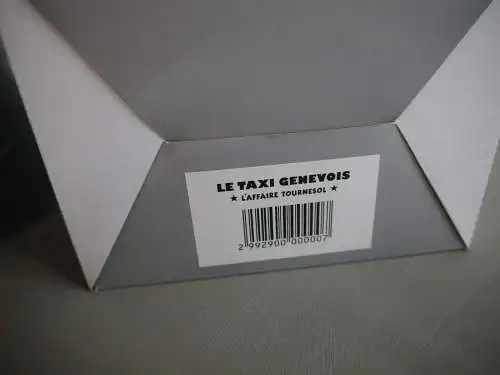 LE TAXI GENEVOIS
★ L'AFFAIRE TOURNESOL ★
2 992900 000007